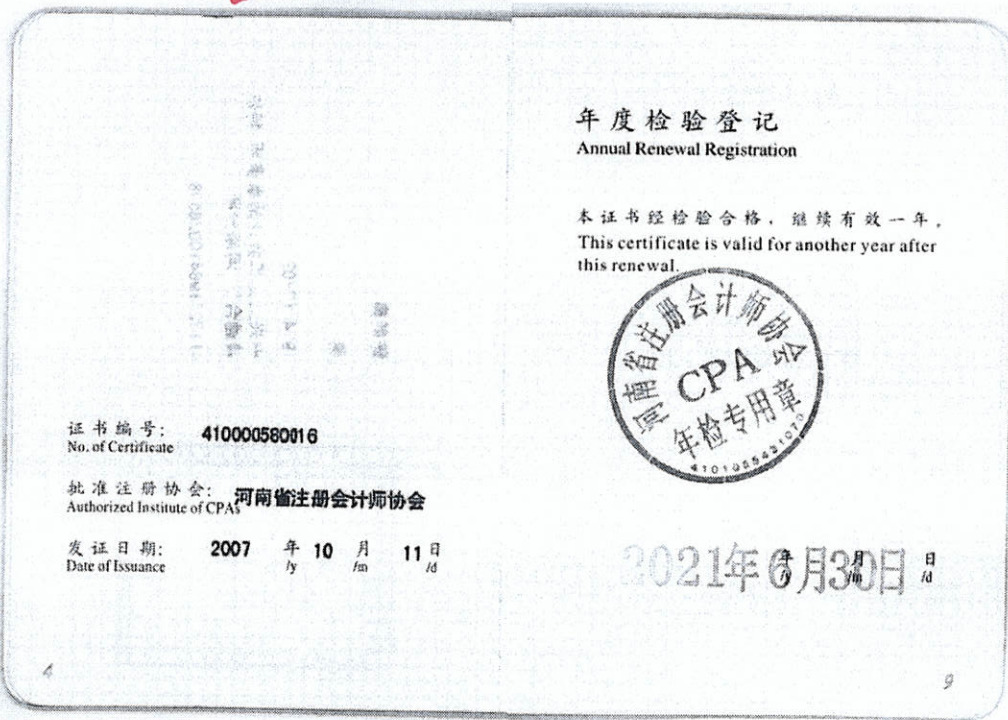 证书编号: 410000580016
No. of Certificate
批准注册协会: 河南省注册会计师协会
Authorized Institute of CPAs
发证日期: 2007 年 10 月 11 日
Date of Issuance /y /m /d
4
年度检验登记
Annual Renewal Registration
本证书经检验合格，继续有效一年。
This certificate is valid for another year after
this renewal.
河南省注册会计师协会
CPA
年检专用章
2021年6月30日
年 月 日
/y /m /d
9